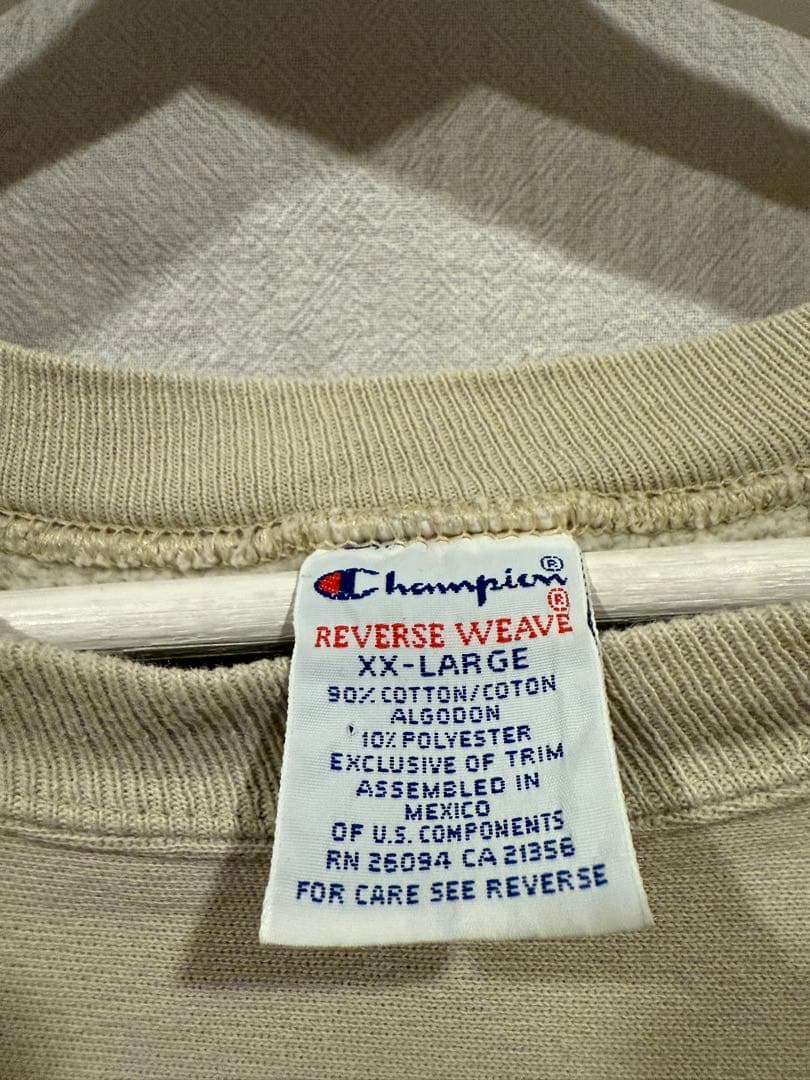 Champion®
REVERSE WEAVE®
XX-LARGE
90% COTTON/COTON
ALGODON
10% POLYESTER
EXCLUSIVE OF TRIM
ASSEMBLED IN
MEXICO
OF U.S. COMPONENTS
RN 26094 CA 21356
FOR CARE SEE REVERSE